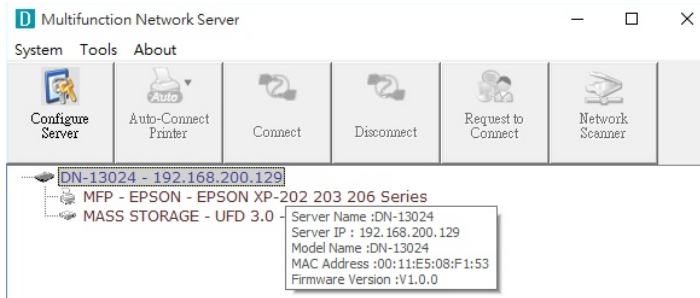 D Multifunction Network Server
System Tools About
Configure Server
Auto
Auto-Connect Printer
Connect
Disconnect
Request to Connect
Network Scanner
DN-13024 - 192.168.200.129
MFP - EPSON - EPSON XP-202 203 206 Series
MASS STORAGE - UFD 3.0 -
Server Name :DN-13024
Server IP : 192.168.200.129
Model Name :DN-13024
MAC Address :00:11:E5:08:F1:53
Firmware Version :V1.0.0